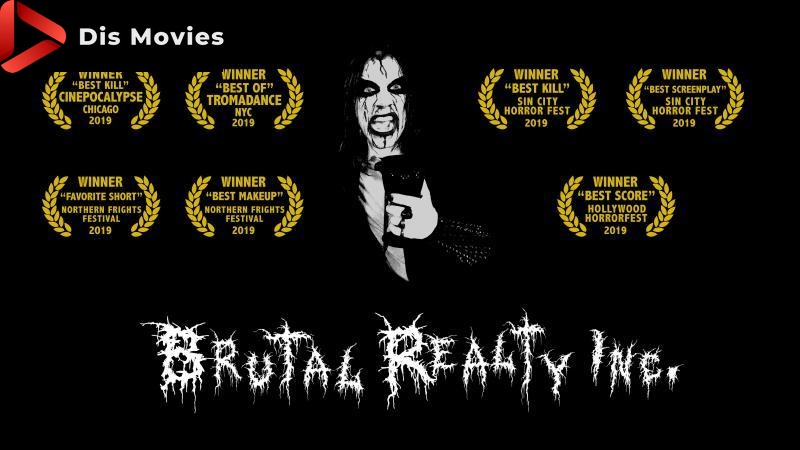 Dis Movies
WINNER
“BEST KILL”
CINEPOCALYPSE
CHICAGO
2019
WINNER
“BEST OF”
TROMADANCE
NYC
2019
WINNER
“BEST KILL”
SIN CITY
HORROR FEST
2019
WINNER
“BEST SCREENPLAY”
SIN CITY
HORROR FEST
2019
WINNER
“FAVORITE SHORT”
NORTHERN FRIGHTS
FESTIVAL
2019
WINNER
“BEST MAKEUP”
NORTHERN FRIGHTS
FESTIVAL
2019
WINNER
“BEST SCORE”
HOLLYWOOD
HORRORFEST
2019
BRUTAL REALTY INC.